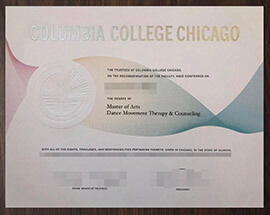 COLUMBIA COLLEGE CHICAGO
THE TRUSTEES OF COLUMBIA COLLEGE CHICAGO,
ON THE RECOMMENDATION OF THE FACULTY, HAVE CONFERRED ON
THE DEGREE OF
Master of Arts
Dance Movement Therapy & Counseling
WITH ALL OF THE RIGHTS, PRIVILEGES, AND RESPONSIBILITIES PERTAINING THERETO. GIVEN IN CHICAGO, IN THE STATE OF ILLINOIS,